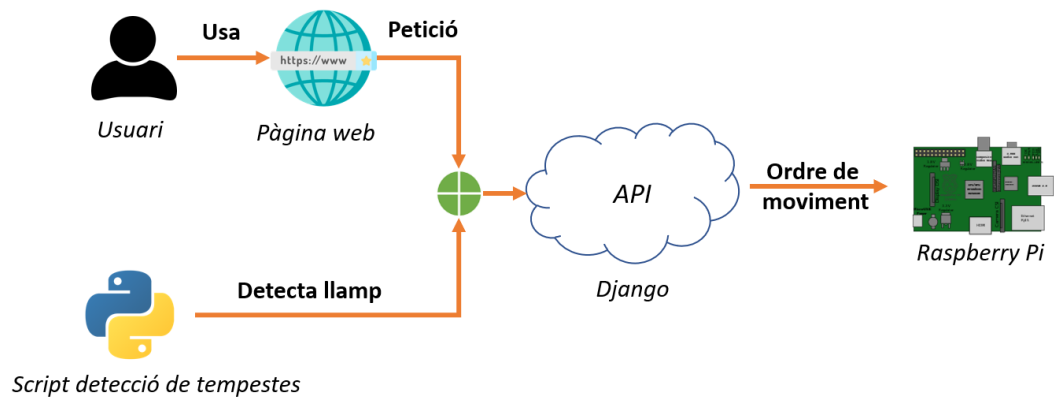 Usa
Petició
https://www
Usuari
Pàgina web
API
Ordre de
moviment
Raspberry Pi
Django
Detecta llamp
Script detecció de tempestes